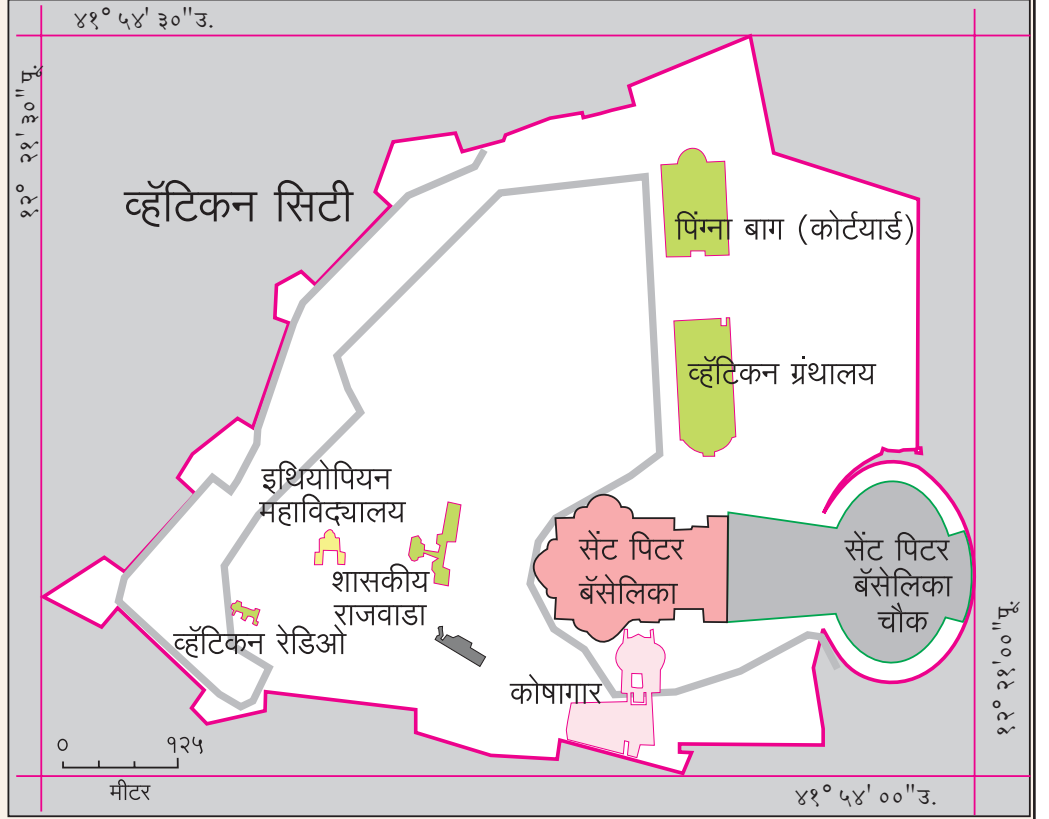 ४१° ५४' ३०"उ.
१२° २१' ३०"पू.
व्हॅटिकन सिटी
पिंग्ना बाग (कोर्टयार्ड)
व्हॅटिकन ग्रंथालय
इथियोपियन
महाविद्यालय
सेंट पिटर
बॅसेलिका
सेंट पिटर
बॅसेलिका
चौक
शासकीय
राजवाडा
व्हॅटिकन रेडिओ
कोषागार
० १२५
मीटर
१२° २१' ००"पू.
४१° ५४' ००"उ.